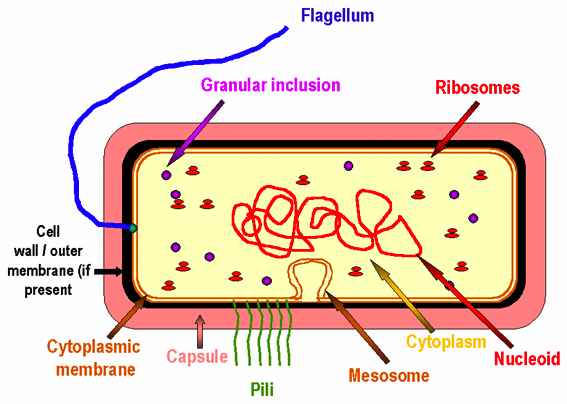 Flagellum
Granular inclusion
Ribosomes
Cell
wall / outer
membrane (if
present
Cytoplasmic
membrane
Capsule
Pili
Mesosome
Cytoplasm
Nucleoid